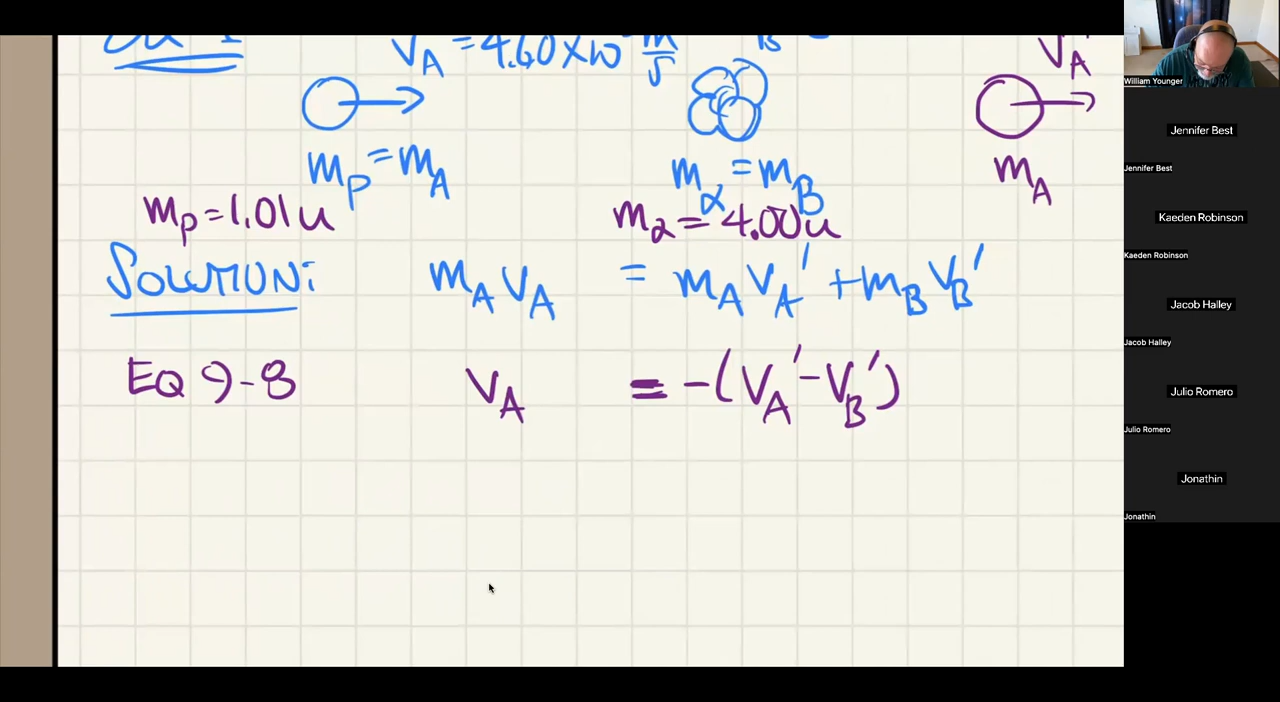 V_A = 4.60 X 10 m/s
m_p = m_A
m_α = m_B
V_A'
m_A
m_p = 1.01 u
m_α = 4.00 u
SOLUTION:
m_A V_A = m_A V_A' + m_B V_B'
EQ 9-8
V_A = -(V_A' - V_B')
William Younger
Jennifer Best
Jennifer Best
Kaeden Robinson
Kaeden Robinson
Jacob Halley
Jacob Halley
Julio Romero
Julio Romero
Jonathin
Jonathin